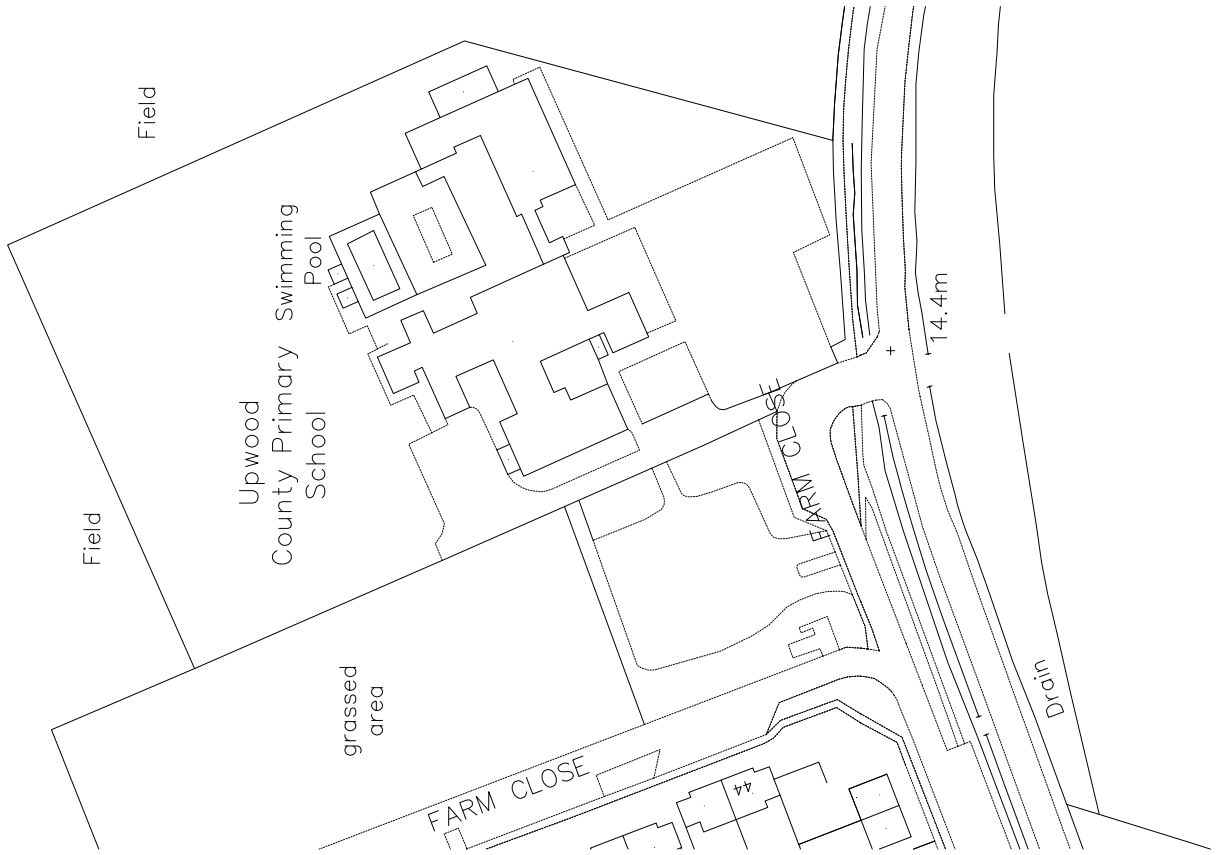 Field
Field
Upwood
County Primary
School
Swimming
Pool
14.4m
FARM CLOSE
grassed
area
FARM CLOSE
44
Drain